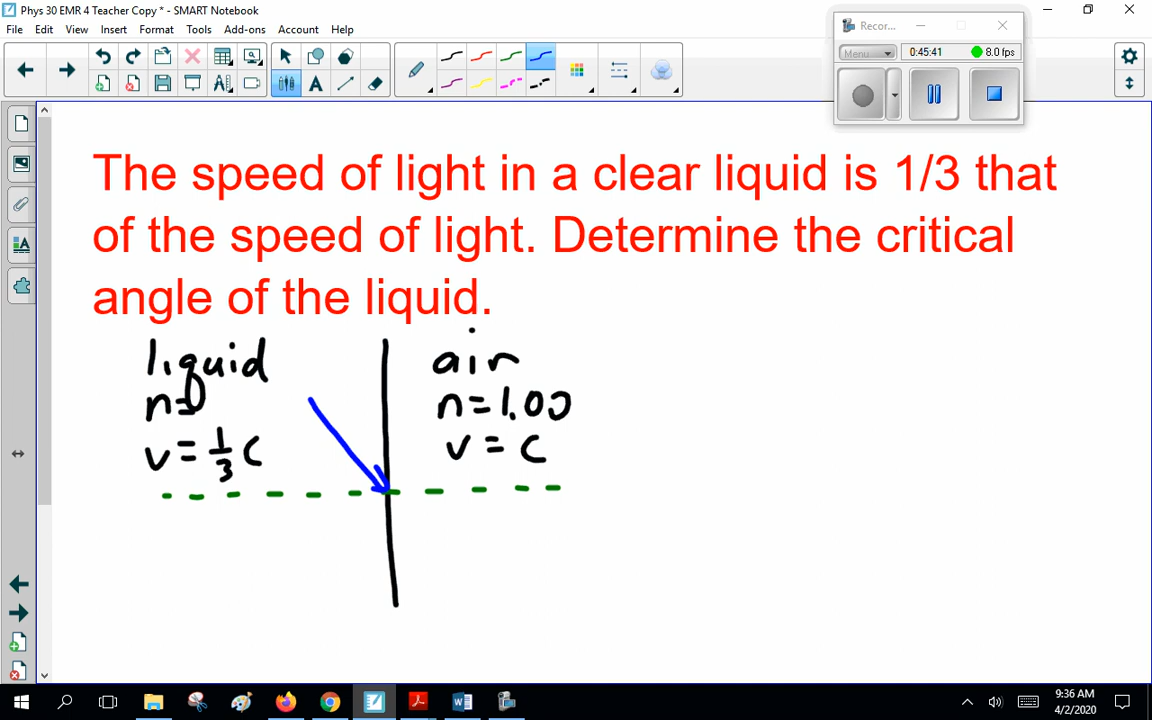 Phys 30 EMR 4 Teacher Copy * - SMART Notebook
Recor...
File Edit View Insert Format Tools Add-ons Account Help
Menu 0:45:41 8.0 fps
The speed of light in a clear liquid is 1/3 that
of the speed of light. Determine the critical
angle of the liquid.
liquid
n=
v = 1/3 c
air
n=1.00
v = c
9:36 AM
4/2/2020